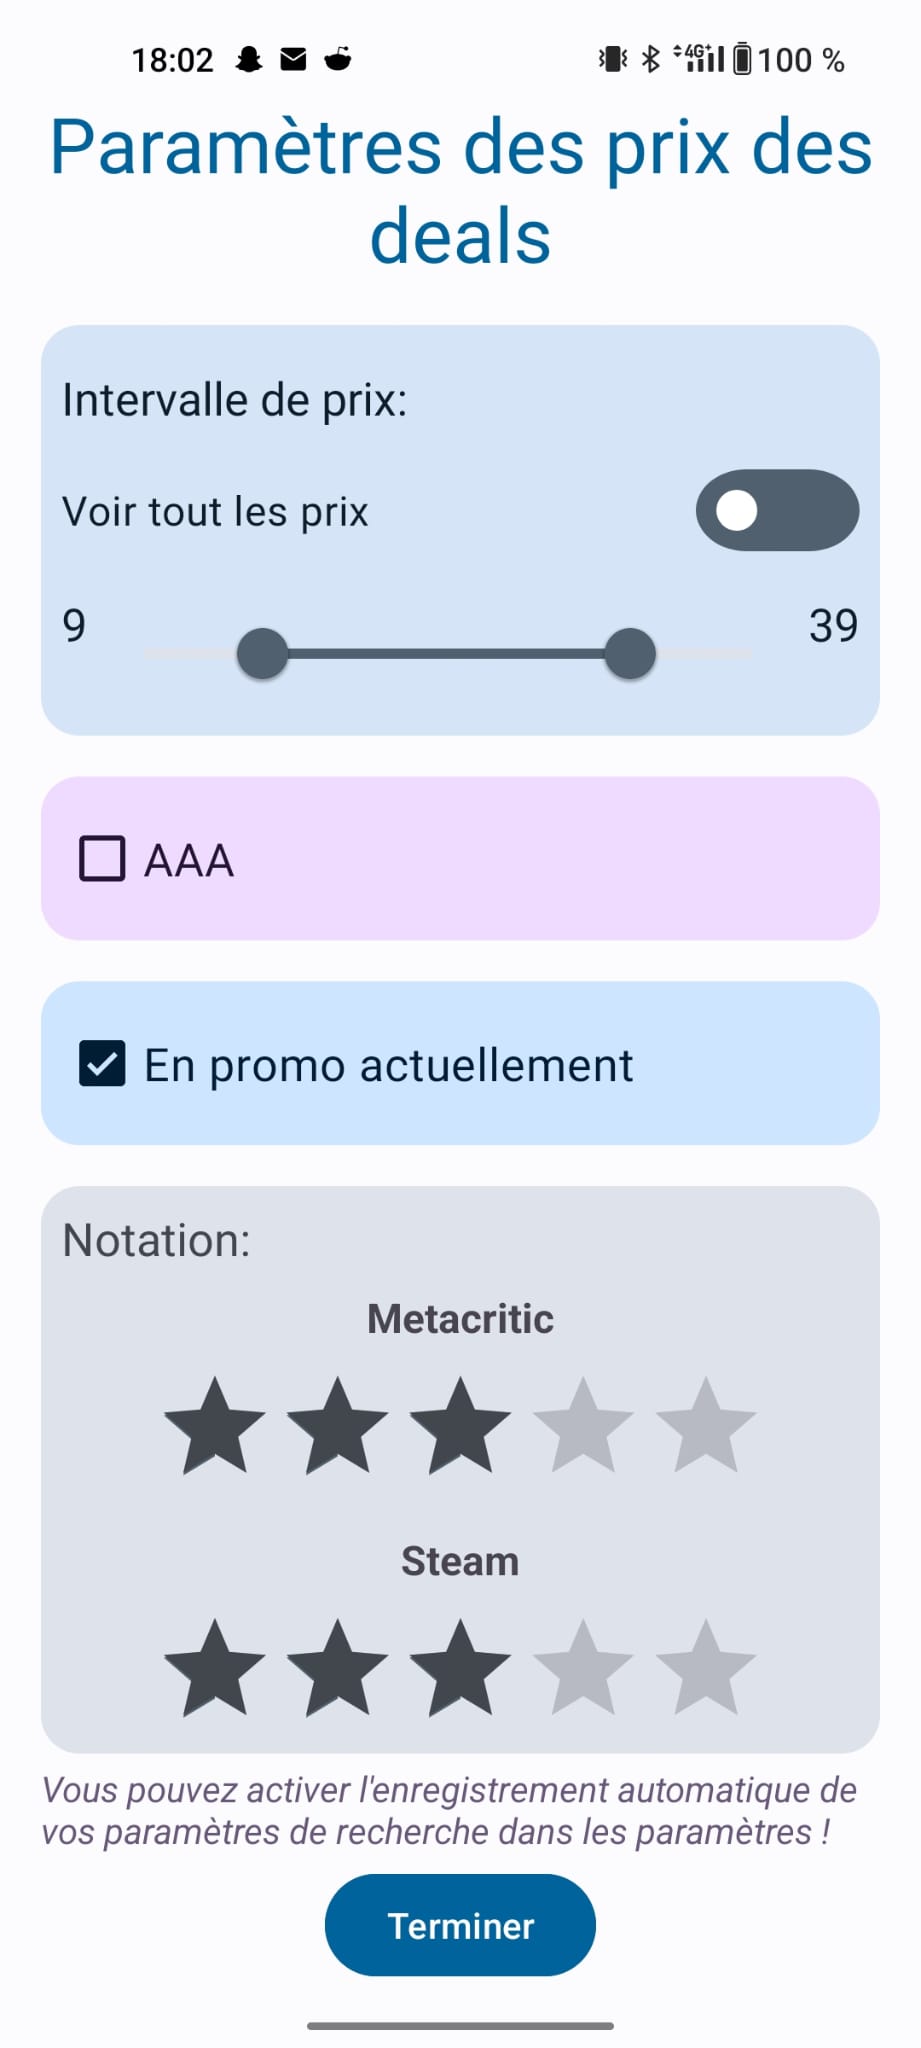 18:02
4G+
100 %
Paramètres des prix des
deals
Intervalle de prix:
Voir tout les prix
9
39
AAA
En promo actuellement
Notation:
Metacritic
Steam
Vous pouvez activer l'enregistrement automatique de
vos paramètres de recherche dans les paramètres !
Terminer